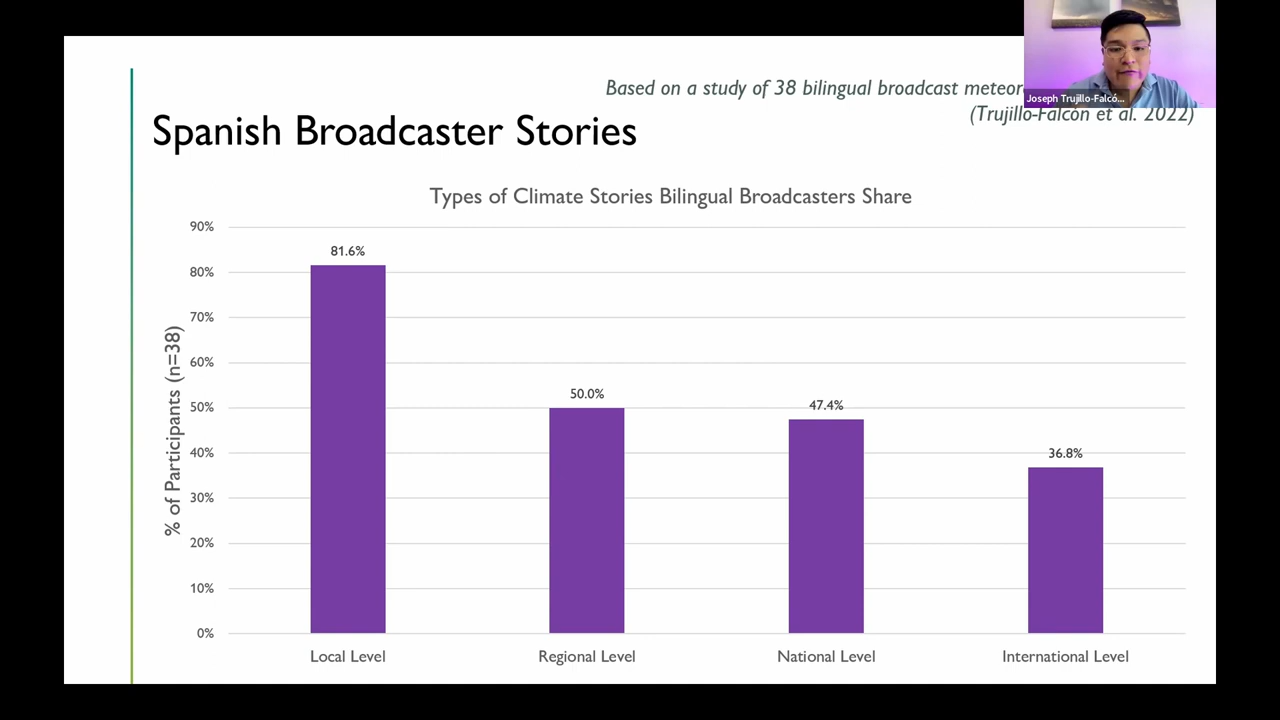 Based on a study of 38 bilingual broadcast
Joseph Trujillo-Falcó...
(Trujillo-Falcón et al. 2022)
Spanish Broadcaster Stories
Types of Climate Stories Bilingual Broadcasters Share
% of Participants (n=38)
90%
80%
70%
60%
50%
40%
30%
20%
10%
0%
81.6%
50.0%
47.4%
36.8%
Local Level
Regional Level
National Level
International Level